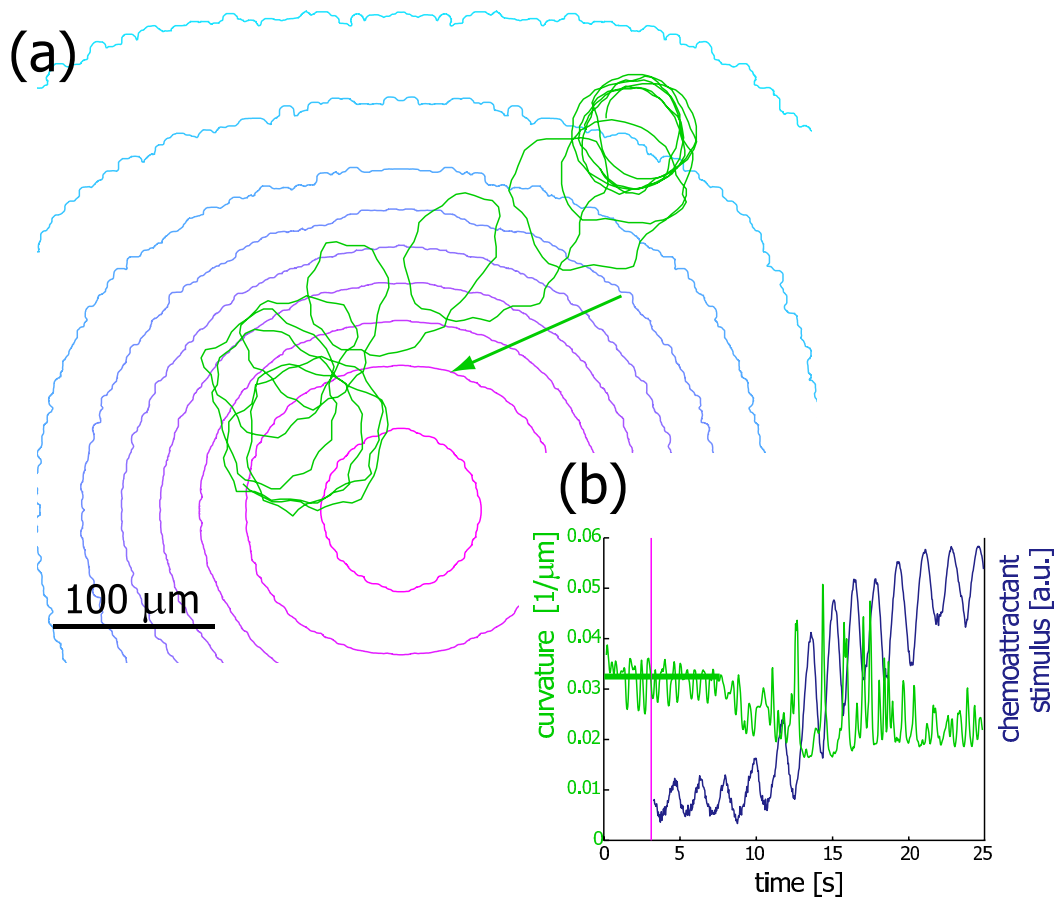 (a)
100 μm
(b)
curvature [1/μm]
0.06
0.05
0.04
0.03
0.02
0.01
0
0 5 10 15 20 25
time [s]
chemoattractant
stimulus [a.u.]